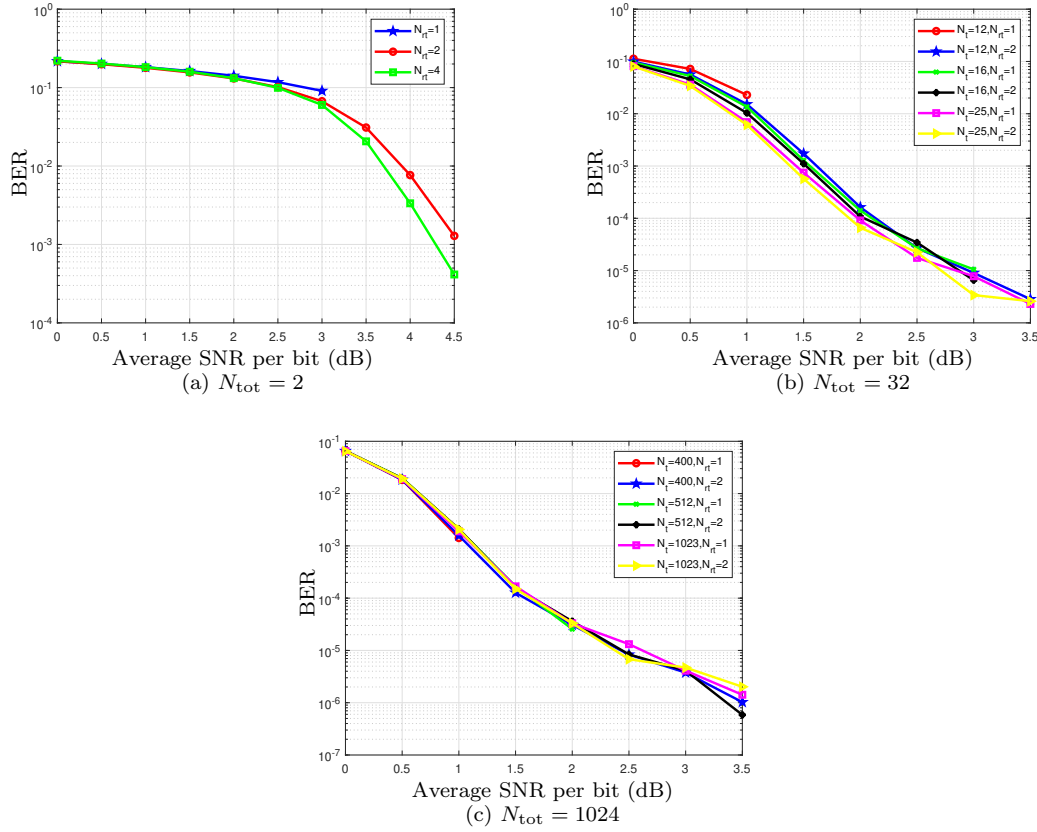 10^0
10^-1
10^-2
10^-3
10^-4
BER
0 0.5 1 1.5 2 2.5 3 3.5 4 4.5
Average SNR per bit (dB)
(a) N_tot = 2
N_rt=1
N_rt=2
N_rt=4
10^0
10^-1
10^-2
10^-3
10^-4
10^-5
10^-6
BER
0 0.5 1 1.5 2 2.5 3 3.5
Average SNR per bit (dB)
(b) N_tot = 32
N_t=12,N_rt=1
N_t=12,N_rt=2
N_t=16,N_rt=1
N_t=16,N_rt=2
N_t=25,N_rt=1
N_t=25,N_rt=2
10^-1
10^-2
10^-3
10^-4
10^-5
10^-6
10^-7
BER
0 0.5 1 1.5 2 2.5 3 3.5
Average SNR per bit (dB)
(c) N_tot = 1024
N_t=400,N_rt=1
N_t=400,N_rt=2
N_t=512,N_rt=1
N_t=512,N_rt=2
N_t=1023,N_rt=1
N_t=1023,N_rt=2